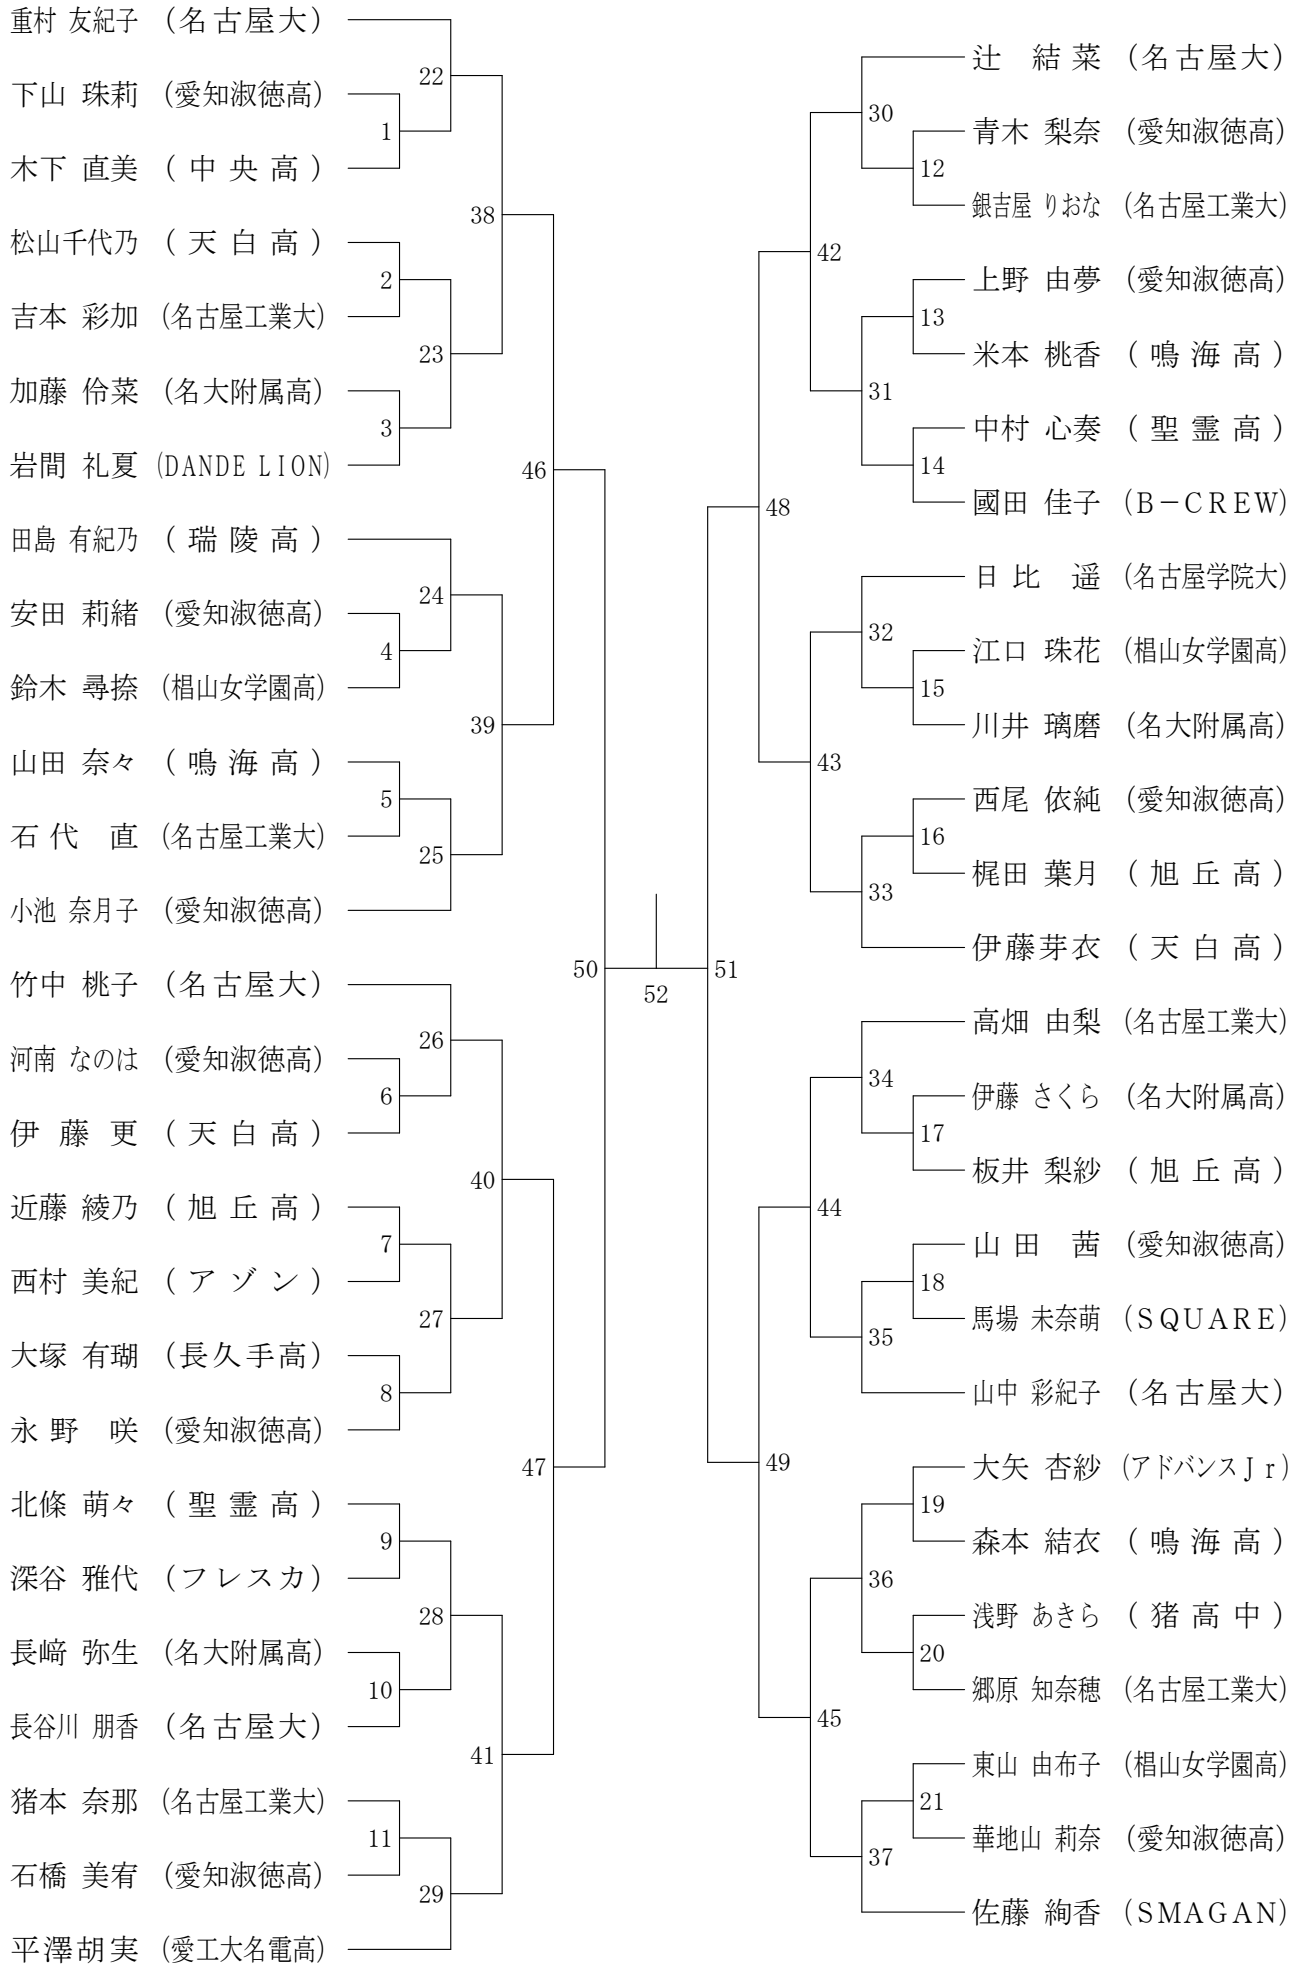 重村 友紀子 (名古屋大)
下山 珠莉 (愛知淑徳高)
木下 直美 (中央高)
松山千代乃 (天白高)
吉本 彩加 (名古屋工業大)
加藤 伶菜 (名大附属高)
岩間 礼夏 (DANDE LION)
田島 有紀乃 (瑞陵高)
安田 莉緒 (愛知淑徳高)
鈴木 尋捺 (椙山女学園高)
山田 奈々 (鳴海高)
石代 直 (名古屋工業大)
小池 奈月子 (愛知淑徳高)
竹中 桃子 (名古屋大)
河南 なのは (愛知淑徳高)
伊藤 更 (天白高)
近藤 綾乃 (旭丘高)
西村 美紀 (アゾン)
大塚 有瑚 (長久手高)
永野 咲 (愛知淑徳高)
北條 萌々 (聖霊高)
深谷 雅代 (フレスカ)
長﨑 弥生 (名大附属高)
長谷川 朋香 (名古屋大)
猪本 奈那 (名古屋工業大)
石橋 美宥 (愛知淑徳高)
平澤胡実 (愛工大名電高)
1
2
3
4
5
6
7
8
9
10
11
22
23
24
25
26
27
28
29
38
39
40
41
46
47
50
52
51
48
49
42
43
44
45
30
31
32
33
34
35
36
37
12
13
14
15
16
17
18
19
20
21
辻 結菜 (名古屋大)
青木 梨奈 (愛知淑徳高)
銀吉屋 りおな (名古屋工業大)
上野 由夢 (愛知淑徳高)
米本 桃香 (鳴海高)
中村 心奏 (聖霊高)
國田 佳子 (B-CREW)
日比 遥 (名古屋学院大)
江口 珠花 (椙山女学園高)
川井 璃磨 (名大附属高)
西尾 依純 (愛知淑徳高)
梶田 葉月 (旭丘高)
伊藤芽衣 (天白高)
高畑 由梨 (名古屋工業大)
伊藤 さくら (名大附属高)
板井 梨紗 (旭丘高)
山田 茜 (愛知淑徳高)
馬場 未奈萌 (SQUARE)
山中 彩紀子 (名古屋大)
大矢 杏紗 (アドバンスJr)
森本 結衣 (鳴海高)
浅野 あきら (猪高中)
郷原 知奈穂 (名古屋工業大)
東山 由布子 (椙山女学園高)
華地山 莉奈 (愛知淑徳高)
佐藤 絢香 (SMAGAN)